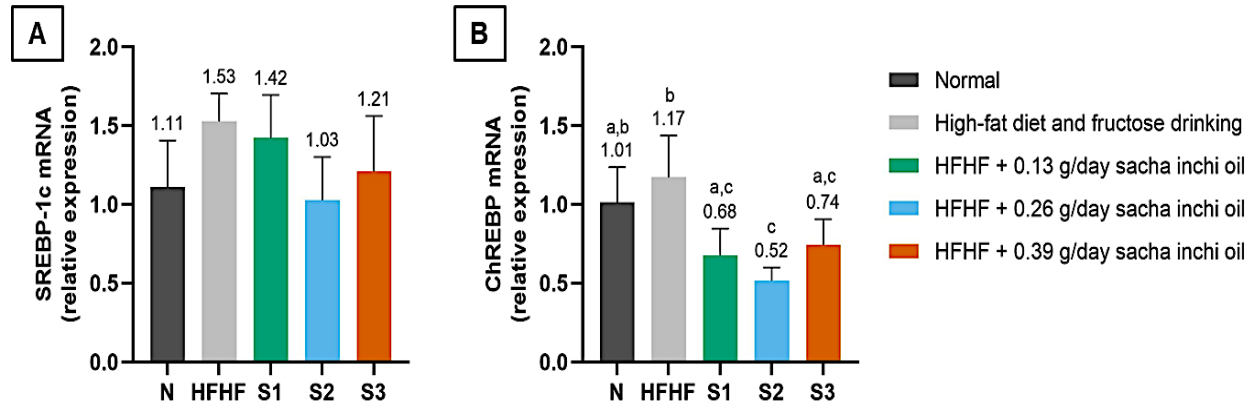 A
SREBP-1c mRNA
(relative expression)
2.0
1.5
1.0
0.5
0.0
1.11
1.53
1.42
1.03
1.21
N HFHF S1 S2 S3
B
ChREBP mRNA
(relative expression)
2.0
1.5
1.0
0.5
0.0
a,b
1.01
b
1.17
a,c
0.68
c
0.52
a,c
0.74
N HFHF S1 S2 S3
Normal
High-fat diet and fructose drinking
HFHF + 0.13 g/day sacha inchi oil
HFHF + 0.26 g/day sacha inchi oil
HFHF + 0.39 g/day sacha inchi oil